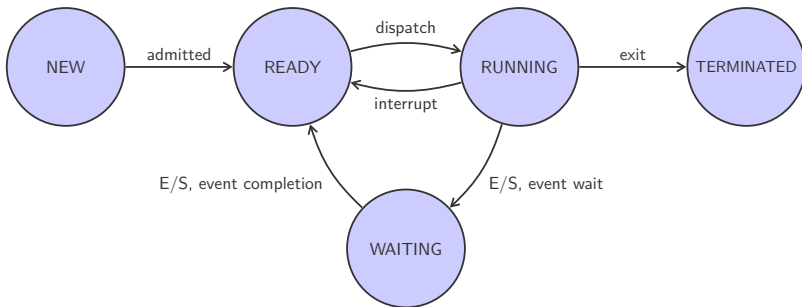 dispatch
admitted
exit
NEW
READY
RUNNING
TERMINATED
interrupt
E/S, event completion
E/S, event wait
WAITING